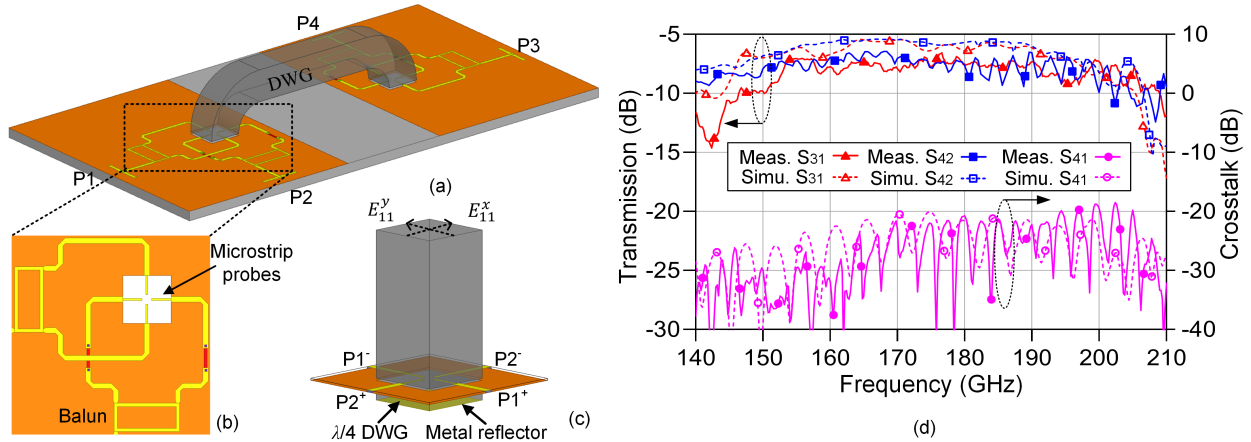 P4
P3
DWG
P1
P2
(a)
Microstrip
probes
Balun
(b)
E₁₁ʸ E₁₁ˣ
P1⁻ P2⁻
P2⁺ P1⁺
(c)
λ/4 DWG
Metal reflector
-5
-10
-15
-20
-25
-30
Transmission (dB)
10
0
-10
-20
-30
-40
Crosstalk (dB)
Meas. S₃₁ Meas. S₄₂ Meas. S₄₁
Simu. S₃₁ Simu. S₄₂ Simu. S₄₁
140 150 160 170 180 190 200 210
Frequency (GHz)
(d)